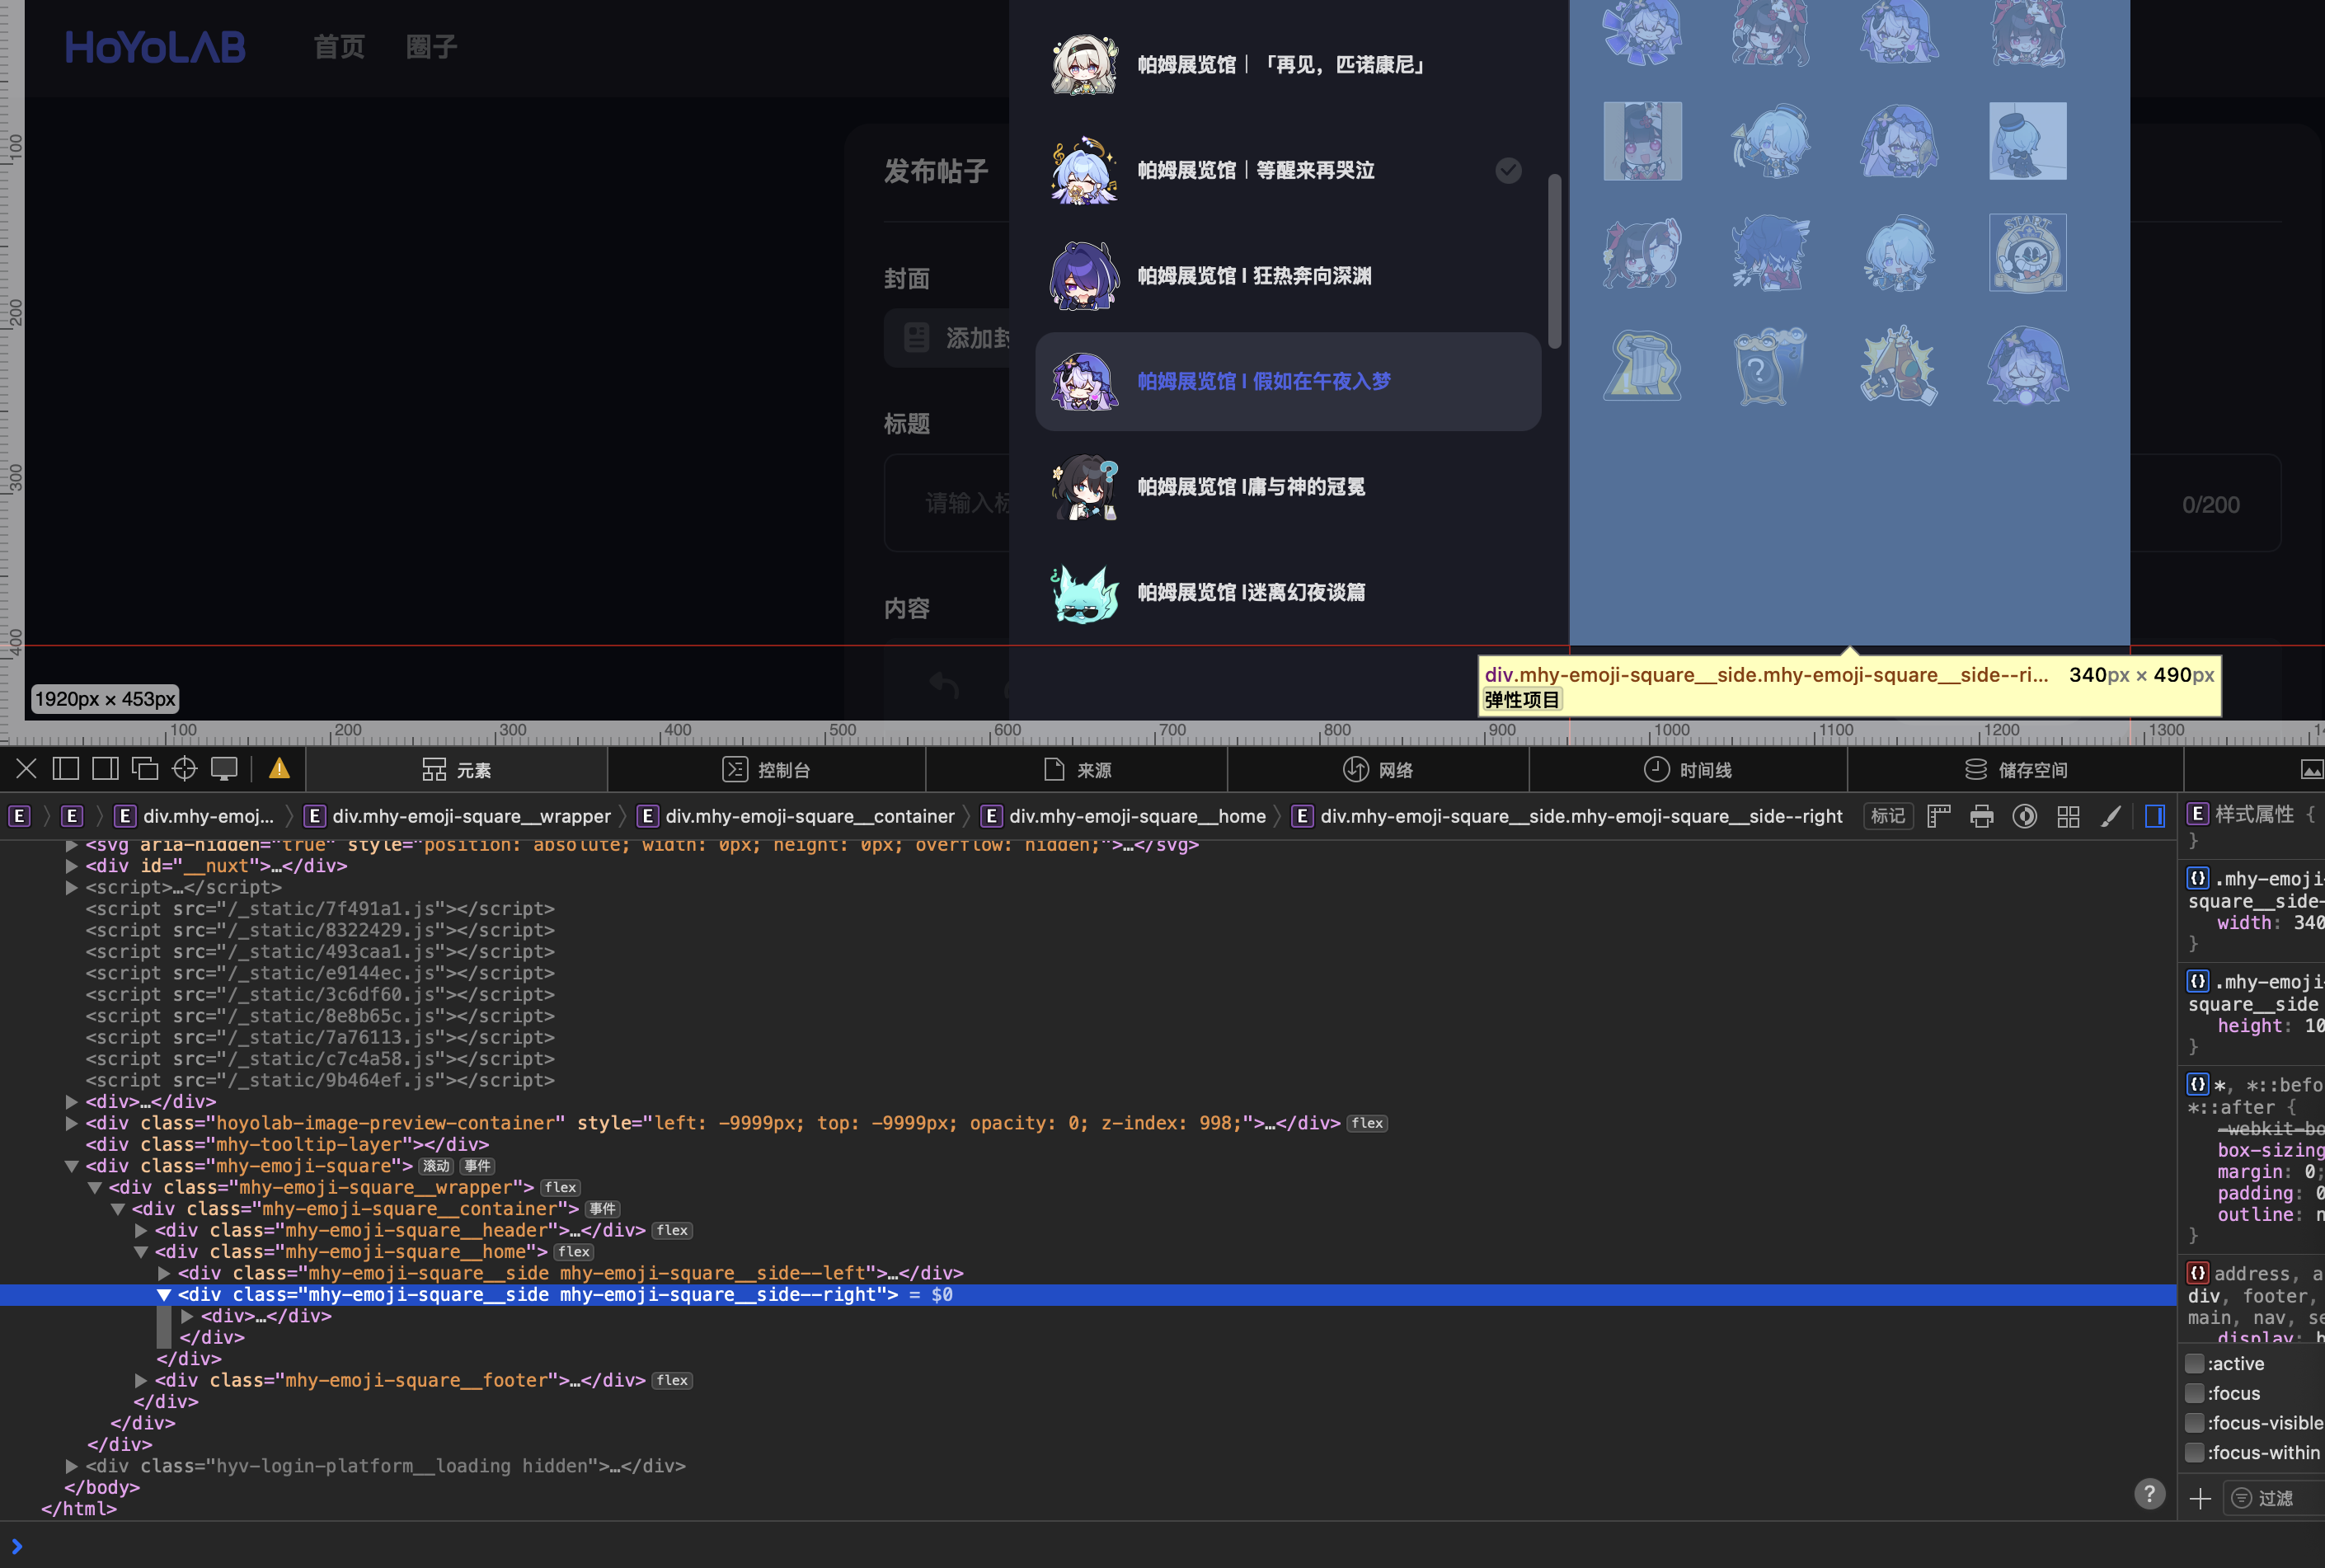 HoYoLAB
首页
圈子
发布帖子
封面
添加封
标题
请输入标
0/200
内容
帕姆展览馆｜「再见，匹诺康尼」
帕姆展览馆｜等醒来再哭泣
帕姆展览馆 I 狂热奔向深渊
帕姆展览馆 I 假如在午夜入梦
帕姆展览馆 I庸与神的冠冕
帕姆展览馆 I迷离幻夜谈篇
START
?
100
200
300
400
1920px × 453px
div.mhy-emoji-square__side.mhy-emoji-square__side--ri... 340px × 490px
弹性项目
100 200 300 400 500 600 700 800 900 1000 1100 1200 1300
元素
控制台
来源
网络
时间线
储存空间
E
E
E div.mhy-emoj...
E div.mhy-emoji-square__wrapper
E div.mhy-emoji-square__container
E div.mhy-emoji-square__home
E div.mhy-emoji-square__side.mhy-emoji-square__side--right
标记
<svg aria-hidden="true" style="position: absolute; width: 0px; height: 0px; overflow: hidden;">…</svg>
<div id="__nuxt">…</div>
<script>…</script>
<script src="/_static/7f491a1.js"></script>
<script src="/_static/8322429.js"></script>
<script src="/_static/493caa1.js"></script>
<script src="/_static/e9144ec.js"></script>
<script src="/_static/3c6df60.js"></script>
<script src="/_static/8e8b65c.js"></script>
<script src="/_static/7a76113.js"></script>
<script src="/_static/c7c4a58.js"></script>
<script src="/_static/9b464ef.js"></script>
<div>…</div>
<div class="hoyolab-image-preview-container" style="left: -9999px; top: -9999px; opacity: 0; z-index: 998;">…</div> flex
<div class="mhy-tooltip-layer"></div>
<div class="mhy-emoji-square"> 滚动 事件
<div class="mhy-emoji-square__wrapper"> flex
<div class="mhy-emoji-square__container"> 事件
<div class="mhy-emoji-square__header">…</div> flex
<div class="mhy-emoji-square__home"> flex
<div class="mhy-emoji-square__side mhy-emoji-square__side--left">…</div>
<div class="mhy-emoji-square__side mhy-emoji-square__side--right"> = $0
<div>…</div>
</div>
</div>
<div class="mhy-emoji-square__footer">…</div> flex
</div>
</div>
</div>
<div class="hyv-login-platform__loading hidden">…</div>
</body>
</html>
?
E 样式属性 {
}
{} .mhy-emoji-
square__side-
width: 340
}
{} .mhy-emoji-
square__side
height: 10
}
{} *, *::befo
*::after {
-webkit-bo
box-sizing
margin: 0;
padding: 0
outline: n
}
{} address, a
div, footer,
main, nav, se
display: b
:active
:focus
:focus-visible
:focus-within
过滤